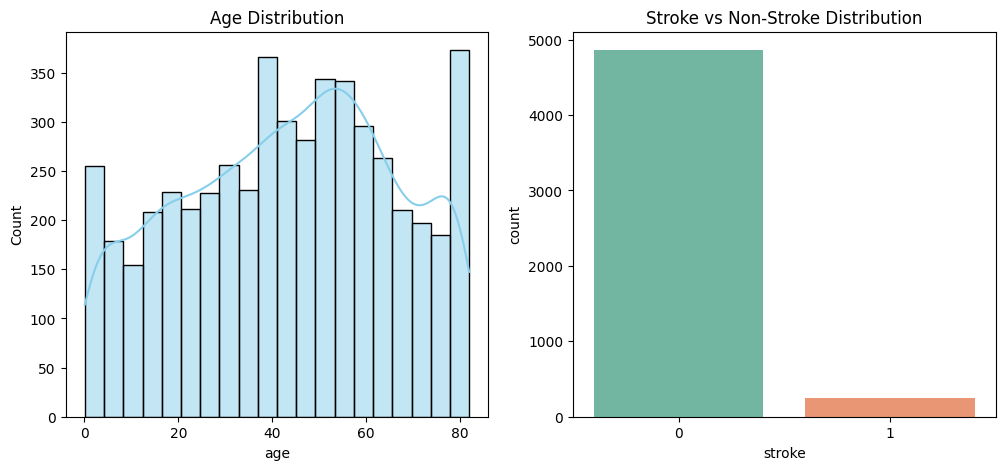 Age Distribution
350
300
250
200
150
100
50
0
Count
0 20 40 60 80
age
Stroke vs Non-Stroke Distribution
5000
4000
3000
2000
1000
0
count
0 1
stroke